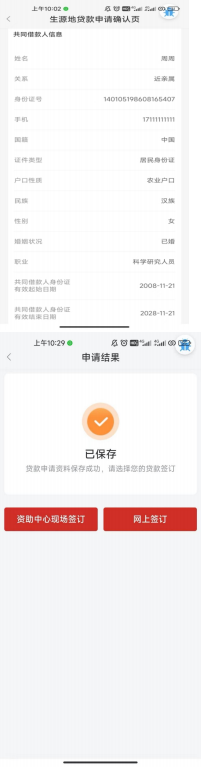 上午10:02
生源地贷款申请确认页
共同借款人信息
姓名 周周
关系 近亲属
身份证号 140105198608165407
手机 17111111111
国籍 中国
证件类型 居民身份证
户口性质 农业户口
民族 汉族
性别 女
婚姻状况 已婚
职业 科学研究人员
共同借款人身份证
有效起始日期 2008-11-21
共同借款人身份证
有效结束日期 2028-11-21
上午10:29
申请结果
已保存
贷款申请资料保存成功，请选择您的贷款签订
资助中心现场签订 网上签订